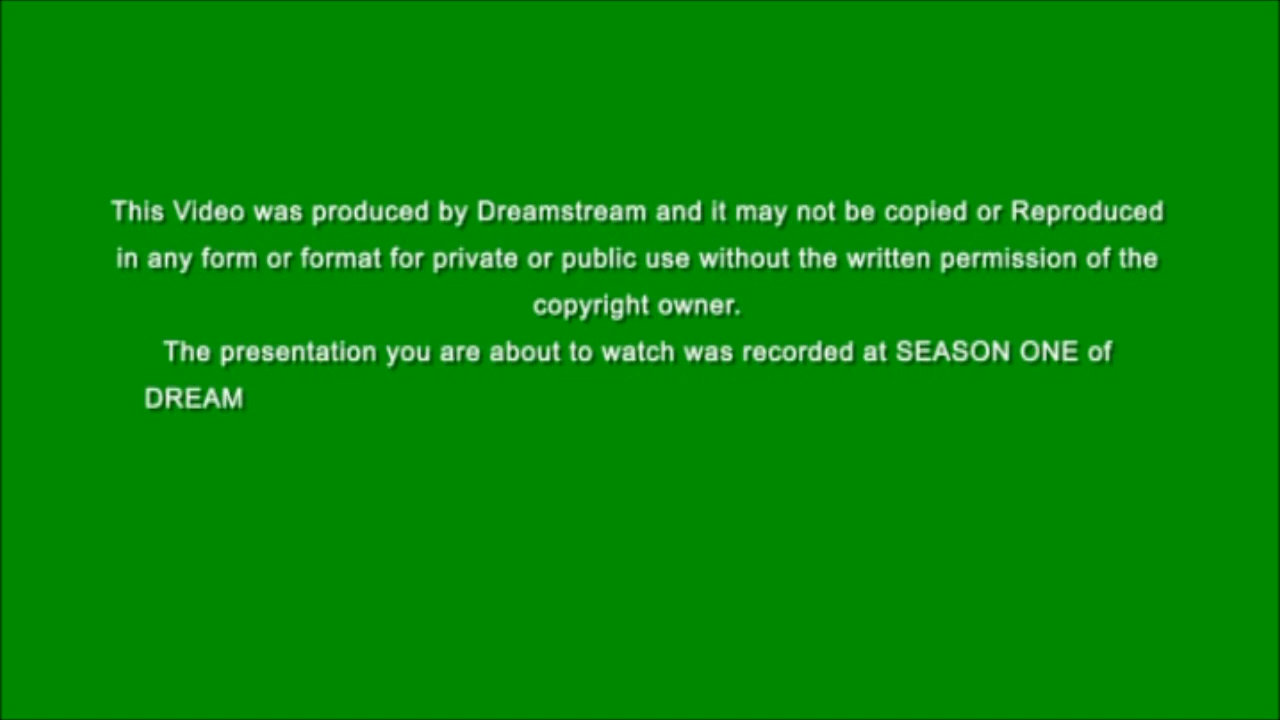 This Video was produced by Dreamstream and it may not be copied or Reproduced
in any form or format for private or public use without the written permission of the
copyright owner.
The presentation you are about to watch was recorded at SEASON ONE of
DREAM